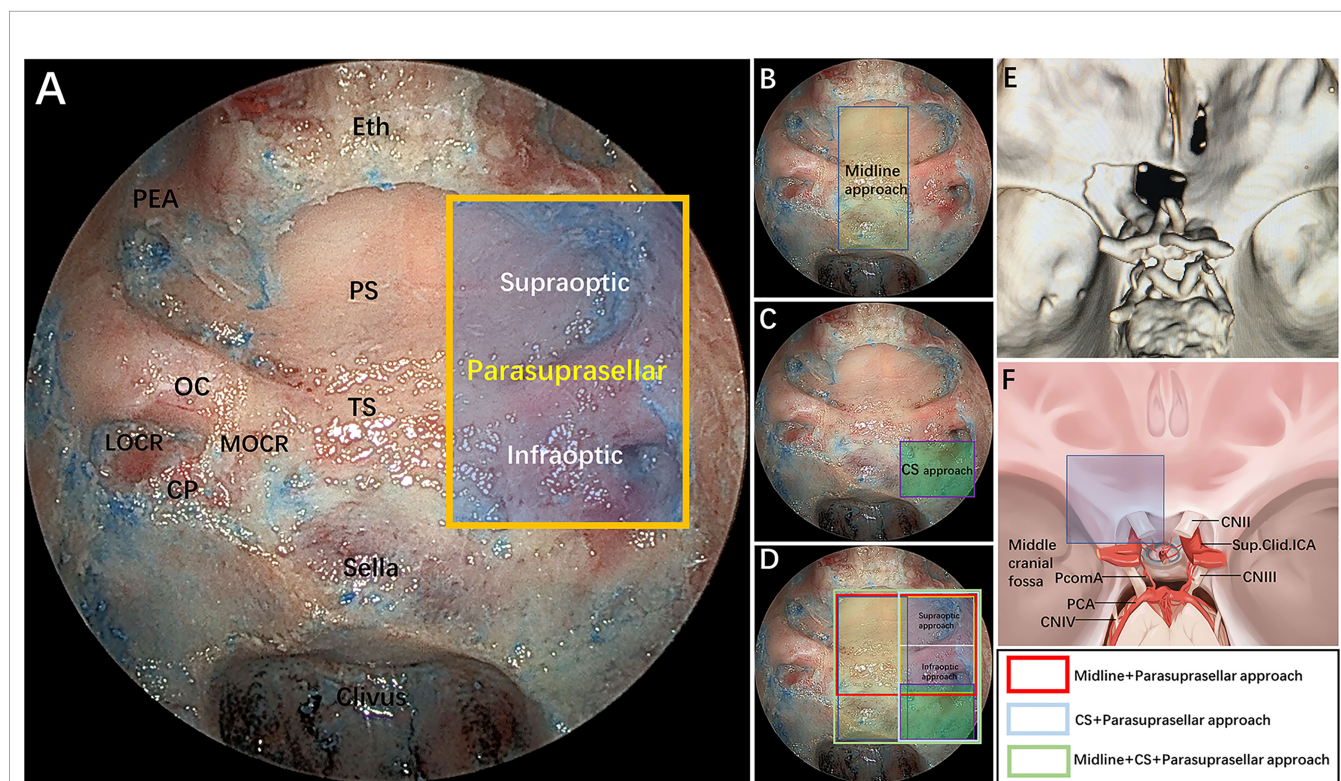 A
Eth
PEA
PS
Supraoptic
Parasuprasellar
OC
TS
LOCR
MOCR
Infraoptic
CP
Sella
Clivus
B
Midline
approach
C
CS approach
D
Supraoptic
approach
Infraoptic
approach
E
F
CNII
Sup.Clid.ICA
Middle
cranial
fossa
CNIII
PcomA
PCA
CNIV
Midline+Parasuprasellar approach
CS+Parasuprasellar approach
Midline+CS+Parasuprasellar approach